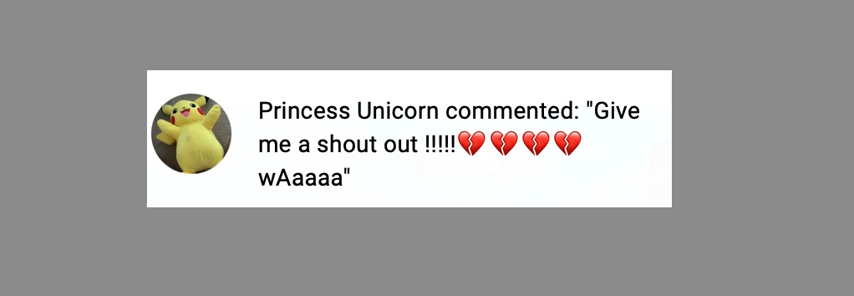 Princess Unicorn commented: "Give
me a shout out !!!!!💔💔💔💔
wAaaaa"